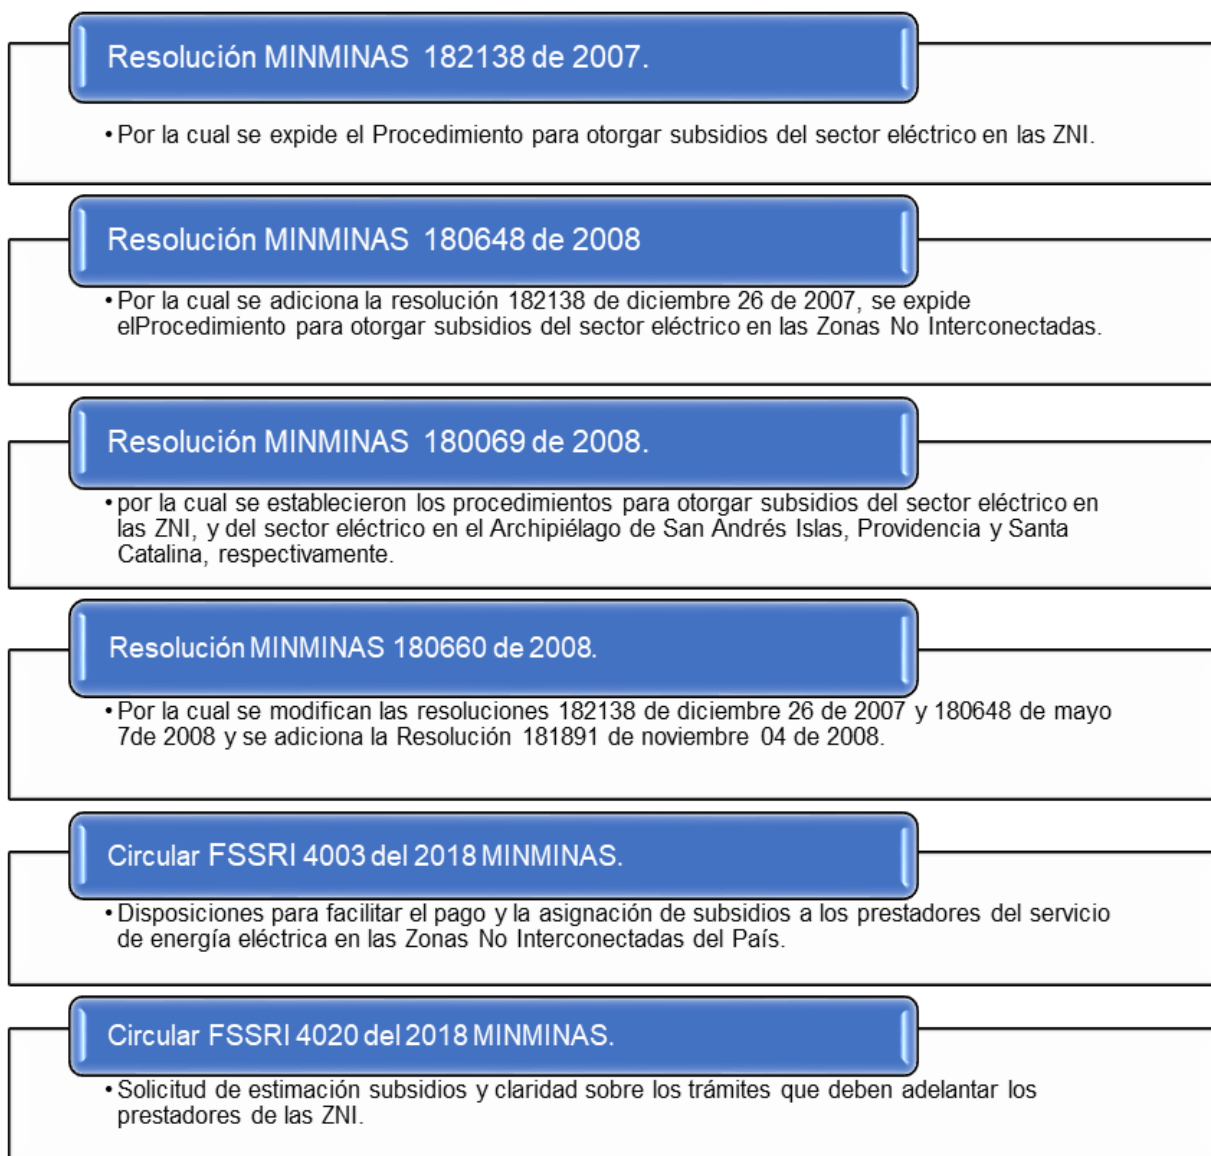 Resolución MINMINAS 182138 de 2007.
• Por la cual se expide el Procedimiento para otorgar subsidios del sector eléctrico en las ZNI.
Resolución MINMINAS 180648 de 2008
• Por la cual se adiciona la resolución 182138 de diciembre 26 de 2007, se expide
elProcedimiento para otorgar subsidios del sector eléctrico en las Zonas No Interconectadas.
Resolución MINMINAS 180069 de 2008.
• por la cual se establecieron los procedimientos para otorgar subsidios del sector eléctrico en
las ZNI, y del sector eléctrico en el Archipiélago de San Andrés Islas, Providencia y Santa
Catalina, respectivamente.
Resolución MINMINAS 180660 de 2008.
• Por la cual se modifican las resoluciones 182138 de diciembre 26 de 2007 y 180648 de mayo
7de 2008 y se adiciona la Resolución 181891 de noviembre 04 de 2008.
Circular FSSRI 4003 del 2018 MINMINAS.
• Disposiciones para facilitar el pago y la asignación de subsidios a los prestadores del servicio
de energía eléctrica en las Zonas No Interconectadas del País.
Circular FSSRI 4020 del 2018 MINMINAS.
• Solicitud de estimación subsidios y claridad sobre los trámites que deben adelantar los
prestadores de las ZNI.